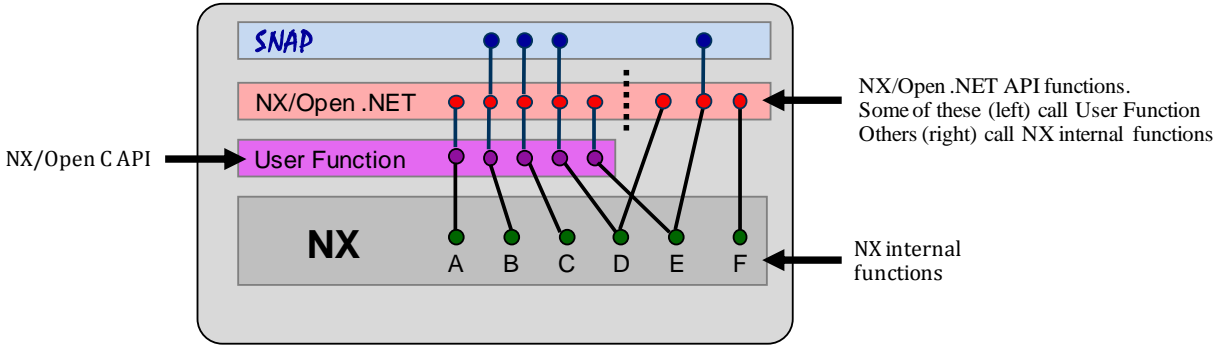 SNAP
NX/Open .NET
NX/Open .NET API functions.
Some of these (left) call User Function
Others (right) call NX internal functions
NX/Open C API
User Function
NX
A B C D E F
NX internal
functions